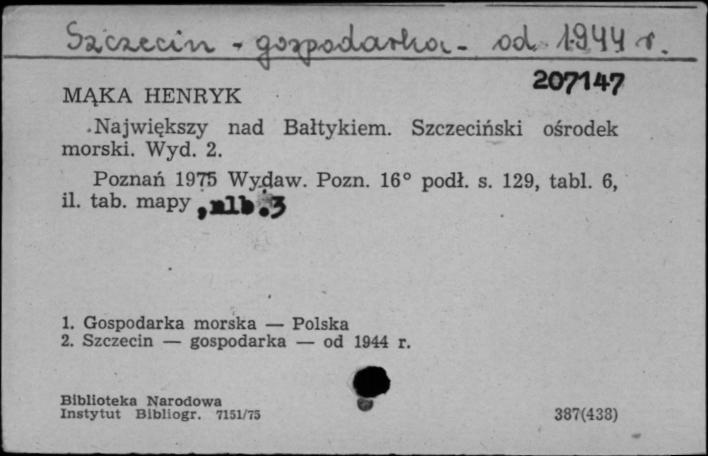 Szczecin - gospodarka - od 1944 r.
207147
MĄKA HENRYK
Największy nad Bałtykiem. Szczeciński ośrodek
morski. Wyd. 2.
Poznań 1975 Wydaw. Pozn. 16° podł. s. 129, tabl. 6,
il. tab. mapy , nlb. 3
1. Gospodarka morska — Polska
2. Szczecin — gospodarka — od 1944 r.
Biblioteka Narodowa
Instytut Bibliogr. 7151/75
387(438)